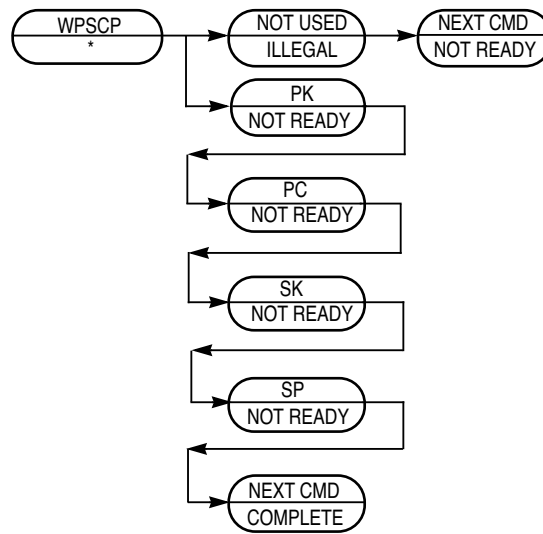 WPSCP
*
NOT USED
ILLEGAL
NEXT CMD
NOT READY
PK
NOT READY
PC
NOT READY
SK
NOT READY
SP
NOT READY
NEXT CMD
COMPLETE